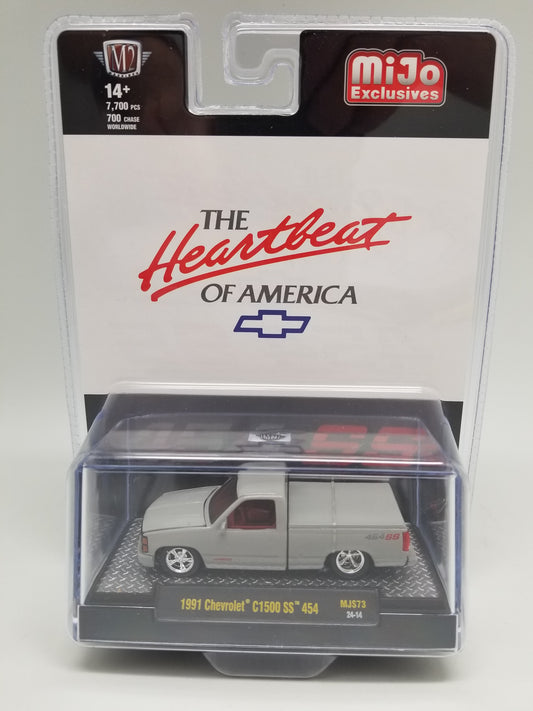 M2
14+
7,700 PCS
700 CHASE
WORLDWIDE
MiJo
Exclusives
THE
Heartbeat
OF AMERICA
SS
454SS
1991 Chevrolet® C1500 SS™ 454
MJS73
24-14